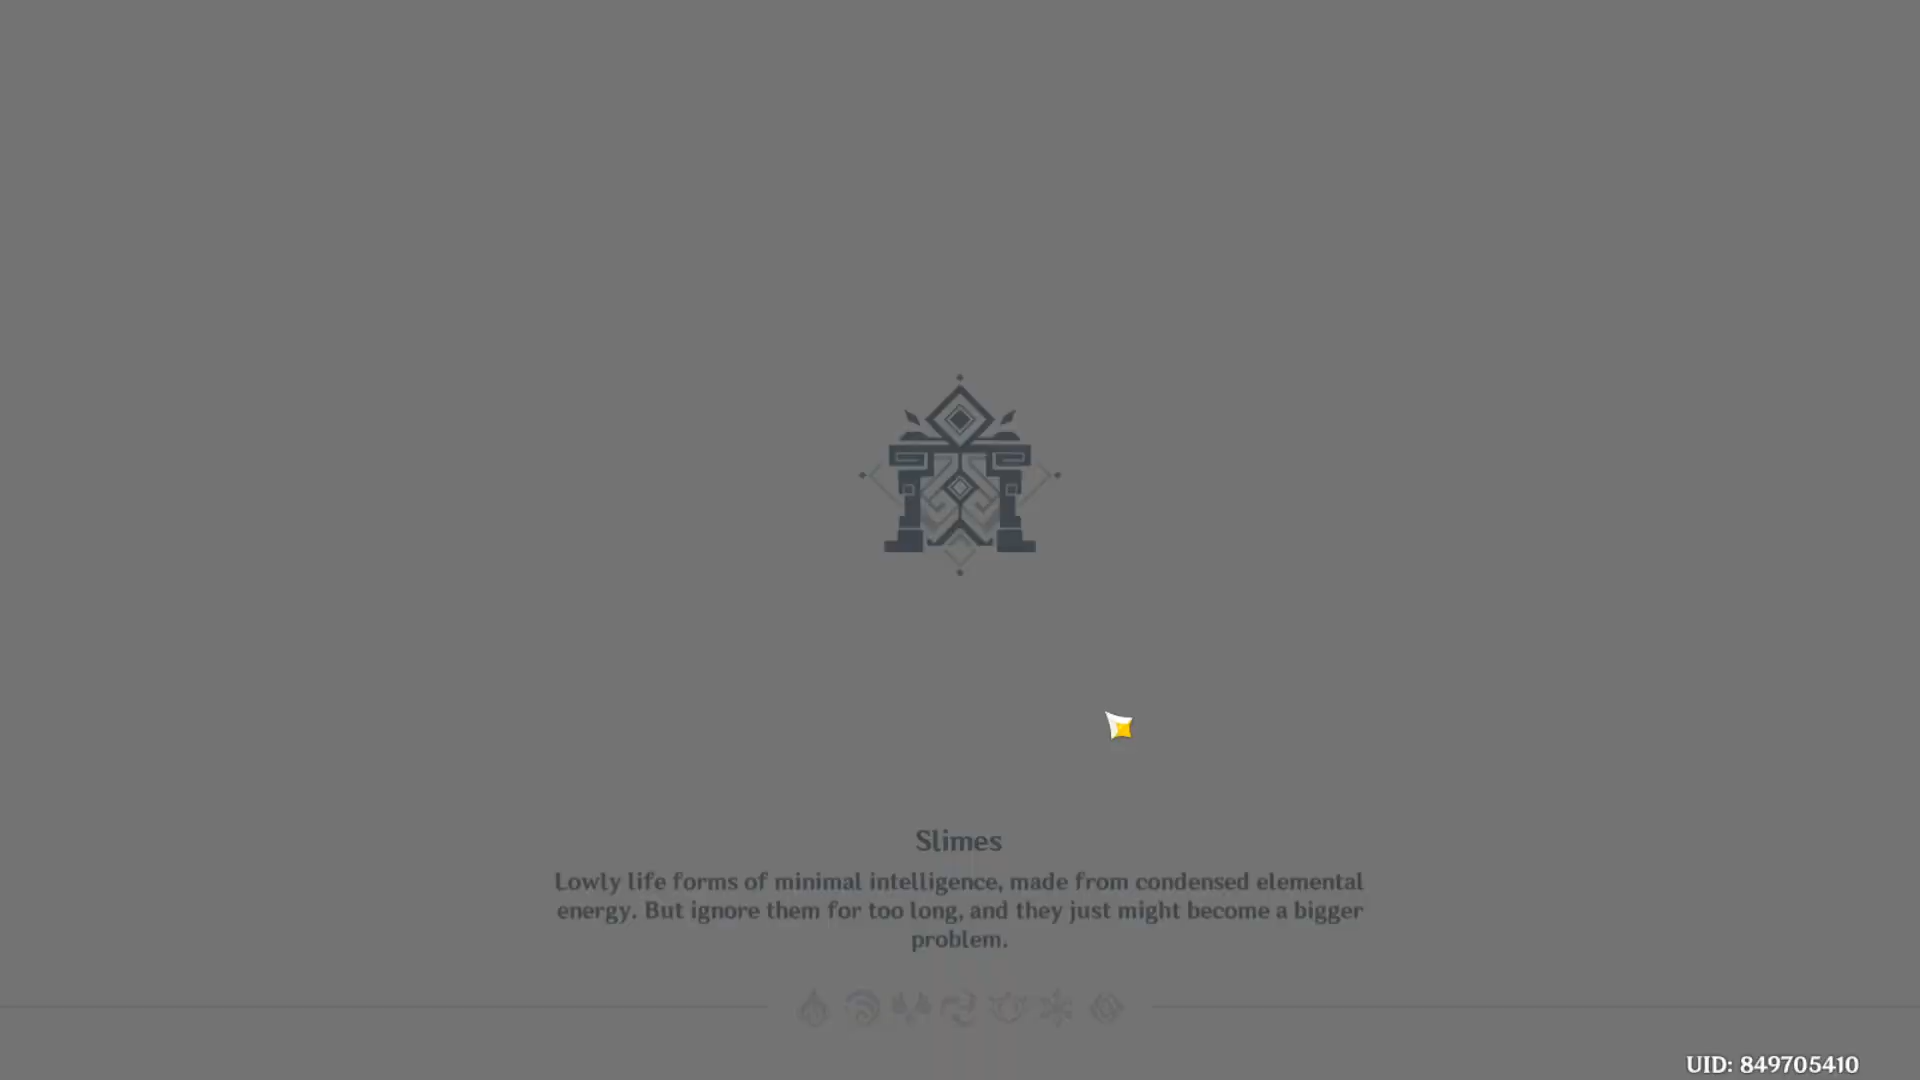 Slimes
Lowly life forms of minimal intelligence, made from condensed elemental
energy. But ignore them for too long, and they just might become a bigger
problem.
UID: 849705410